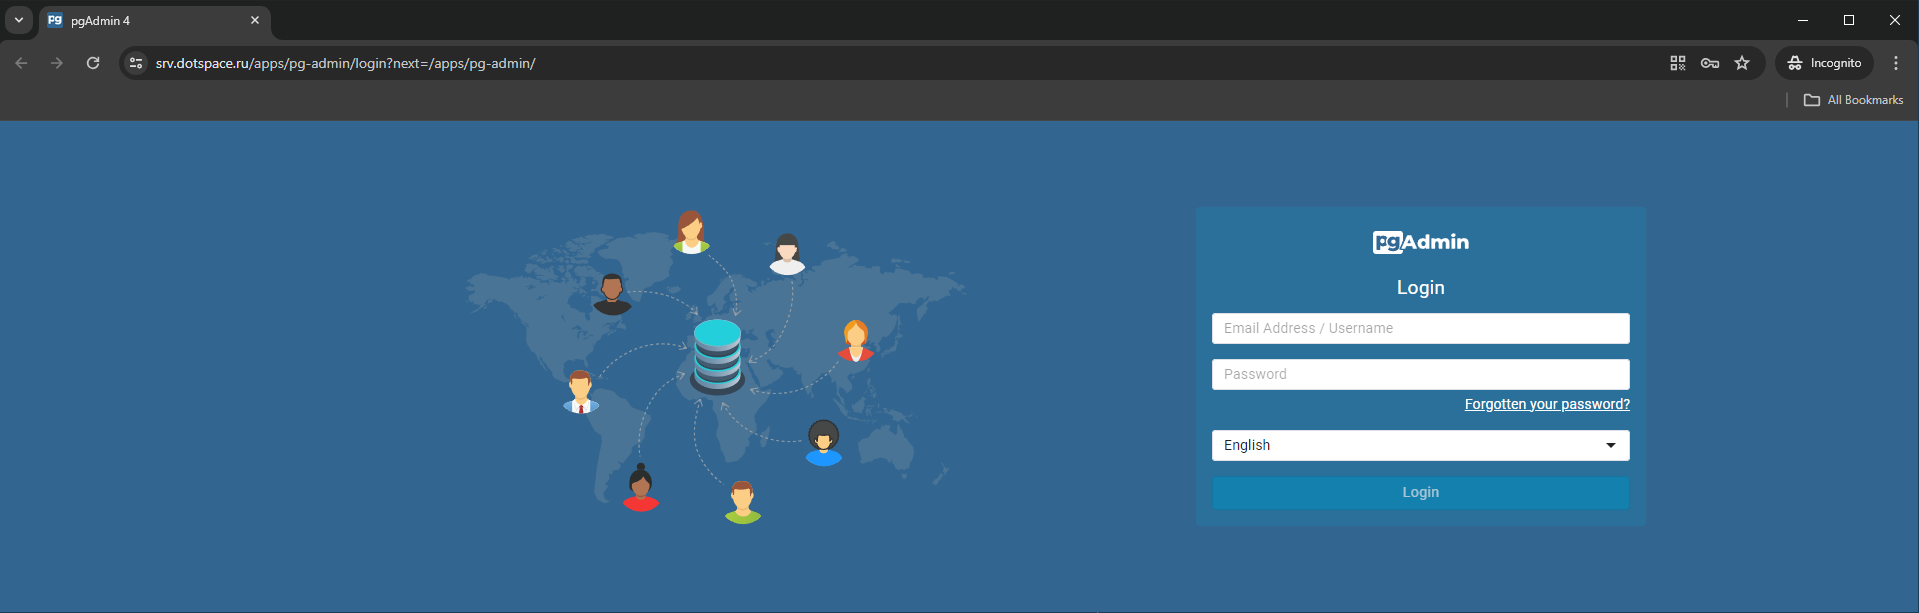 pg pgAdmin 4
srv.dotspace.ru/apps/pg-admin/login?next=/apps/pg-admin/
Incognito
All Bookmarks
pgAdmin
Login
Email Address / Username
Password
Forgotten your password?
English
Login